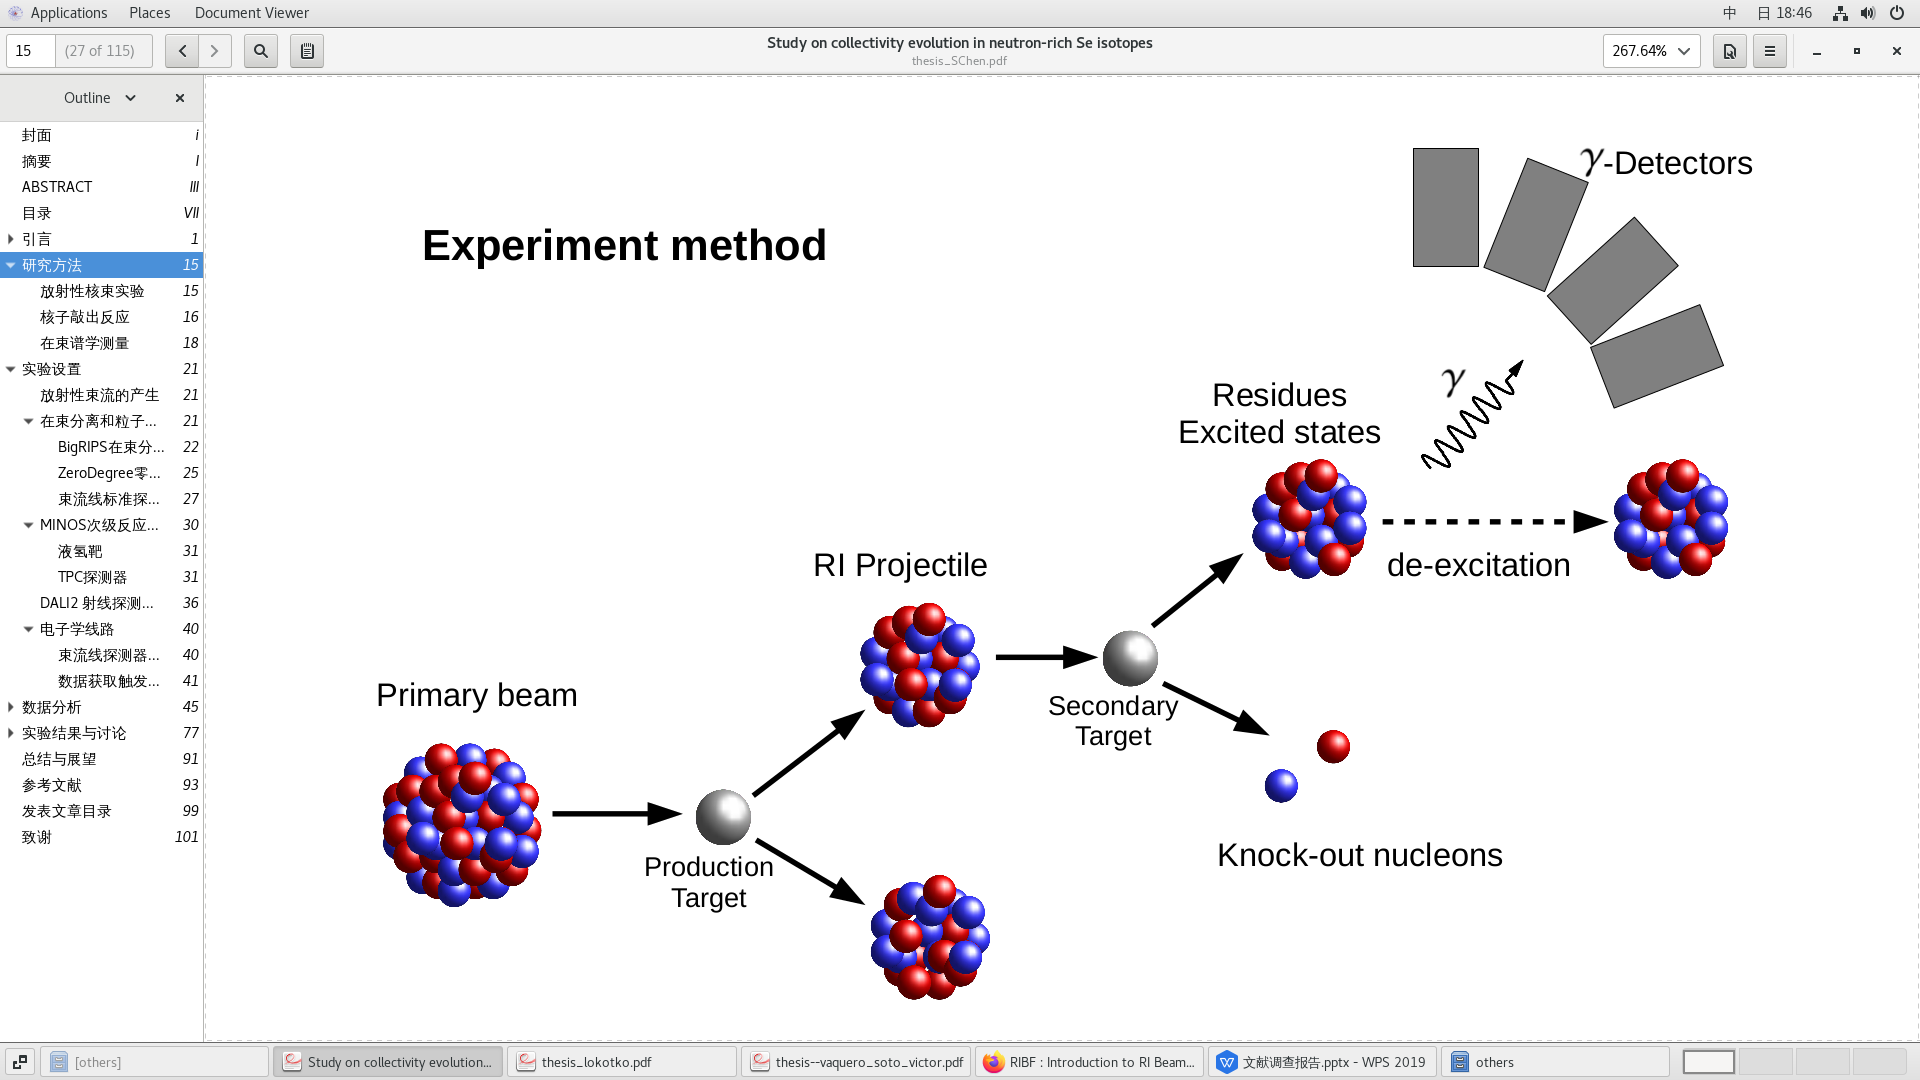 Applications Places Document Viewer 中 日 18:46
15 (27 of 115) Study on collectivity evolution in neutron-rich Se isotopes 267.64%
thesis_SChen.pdf
Outline
封面 i
摘要 I
ABSTRACT III
目录 VII
引言 1
研究方法 15
放射性核束实验 15
核子敲出反应 16
在束谱学测量 18
实验设置 21
放射性束流的产生 21
在束分离和粒子... 21
BigRIPS在束分... 22
ZeroDegree零... 25
束流线标准探... 27
MINOS次级反应... 30
液氢靶 31
TPC探测器 31
DALI2 射线探测... 36
电子学线路 40
束流线探测器... 40
数据获取触发... 41
数据分析 45
实验结果与讨论 77
总结与展望 91
参考文献 93
发表文章目录 99
致谢 101
γ-Detectors
Experiment method
γ
Residues
Excited states
de-excitation
RI Projectile
Secondary
Target
Primary beam
Production
Target
Knock-out nucleons
[others] Study on collectivity evolution... thesis_lokotko.pdf thesis--vaquero_soto_victor.pdf RIBF : Introduction to RI Beam... 文献调查报告.pptx - WPS 2019 others